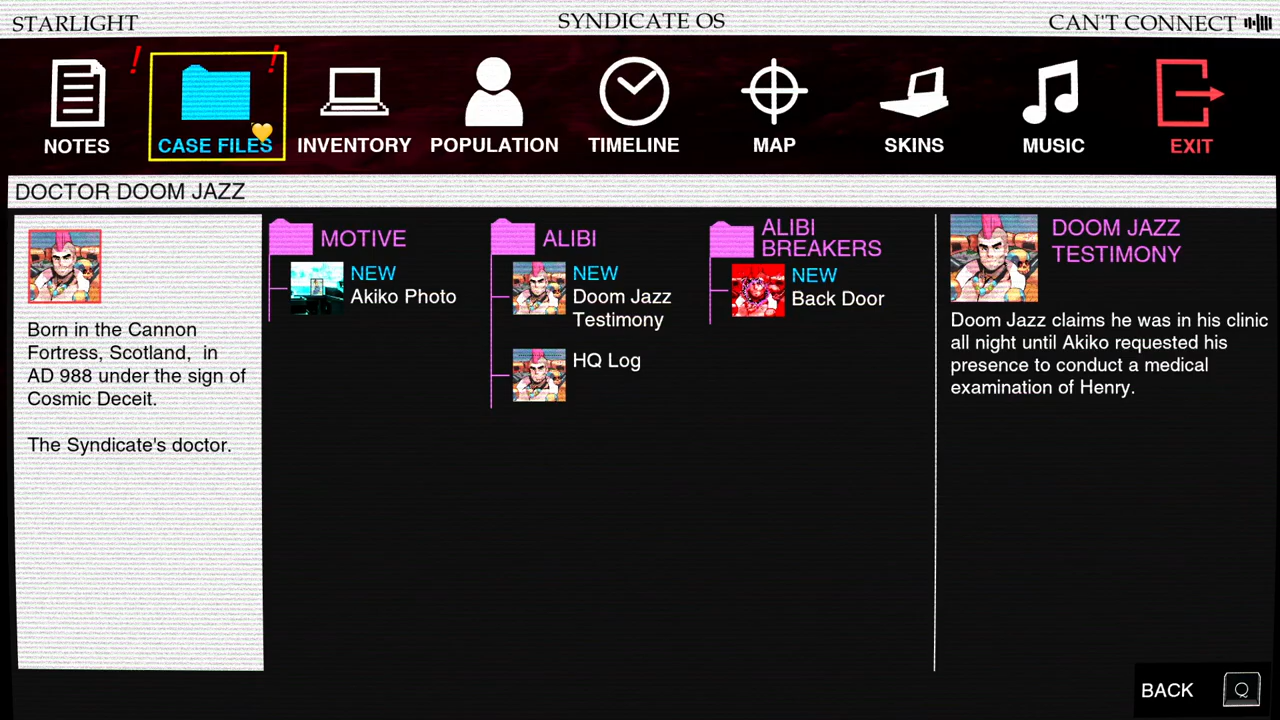 STARLIGHT
SYNDICATE OS
CAN'T CONNECT
!
!
NOTES
CASE FILES
INVENTORY
POPULATION
TIMELINE
MAP
SKINS
MUSIC
EXIT
DOCTOR DOOM JAZZ
Born in the Cannon
Fortress, Scotland, in
AD 988 under the sign of
Cosmic Deceit.
The Syndicate's doctor.
MOTIVE
NEW
Akiko Photo
ALIBI
NEW
Testimony
HQ Log
ALIBI
BREAKERS
NEW
Back Door
DOOM JAZZ
TESTIMONY
Doom Jazz claims he was in his clinic
all night until Akiko requested his
presence to conduct a medical
examination of Henry.
BACK
Q